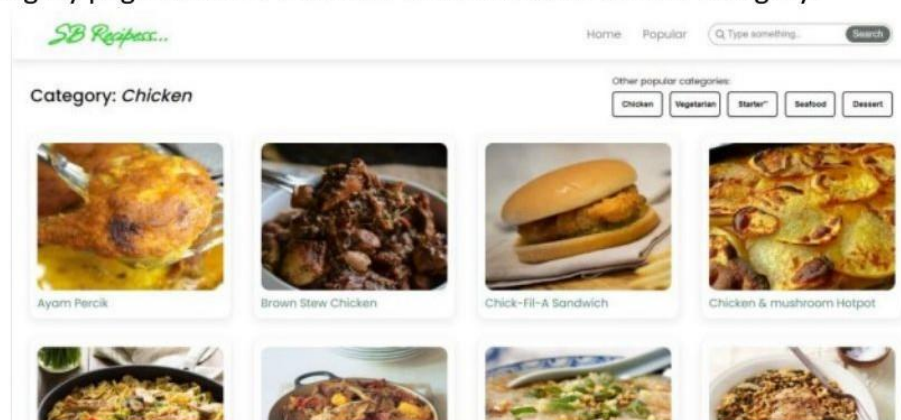 SB Recipess...
Home Popular Type something.. Search
Category: Chicken
Other popular categories:
Chicken Vegetarian Starter" Seafood Dessert
Ayam Percik
Brown Stew Chicken
Chick-Fil-A Sandwich
Chicken & mushroom Hotpot